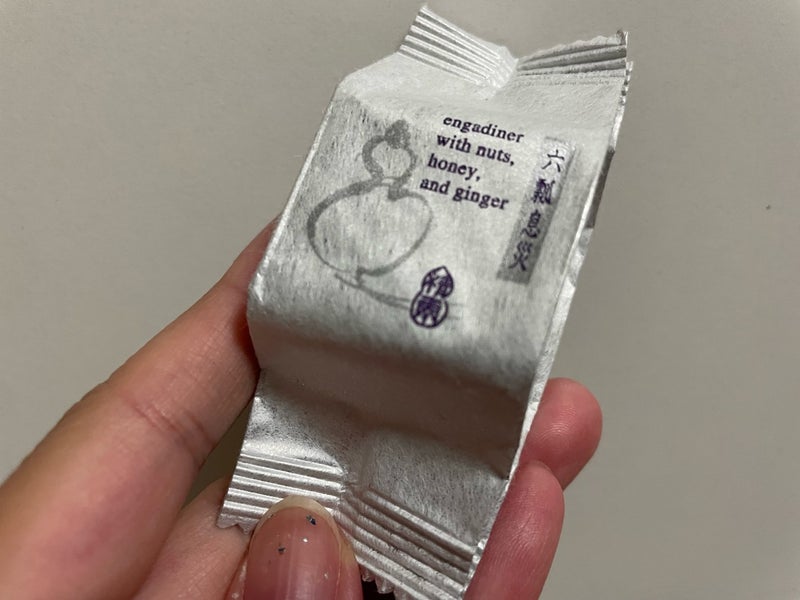 engadiner
with nuts,
honey,
and ginger
六瓢息災